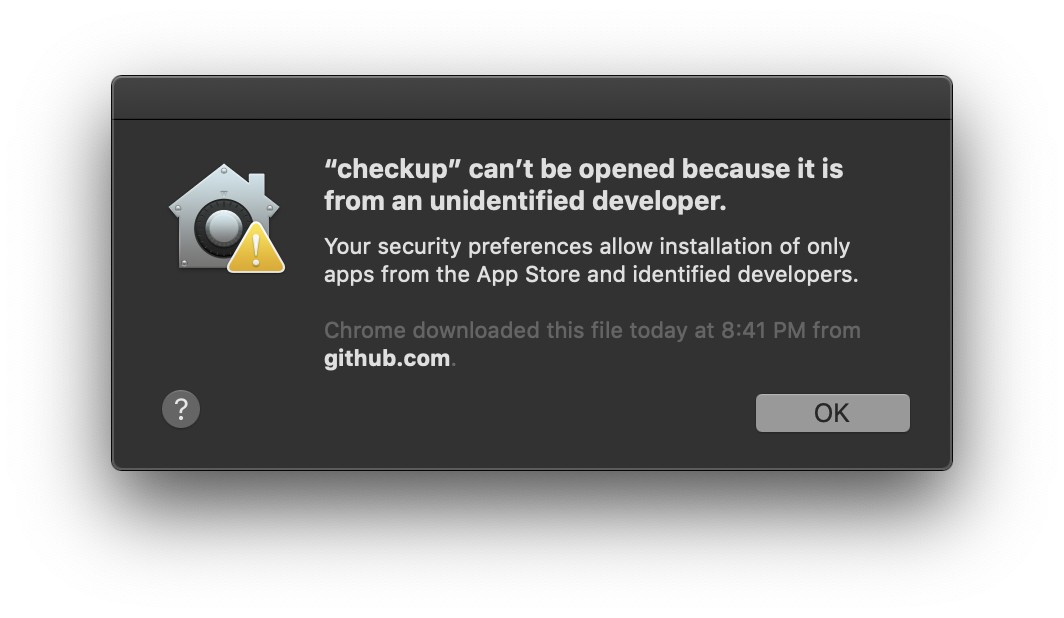 “checkup” can’t be opened because it is
from an unidentified developer.
Your security preferences allow installation of only
apps from the App Store and identified developers.
Chrome downloaded this file today at 8:41 PM from
github.com.
?
OK